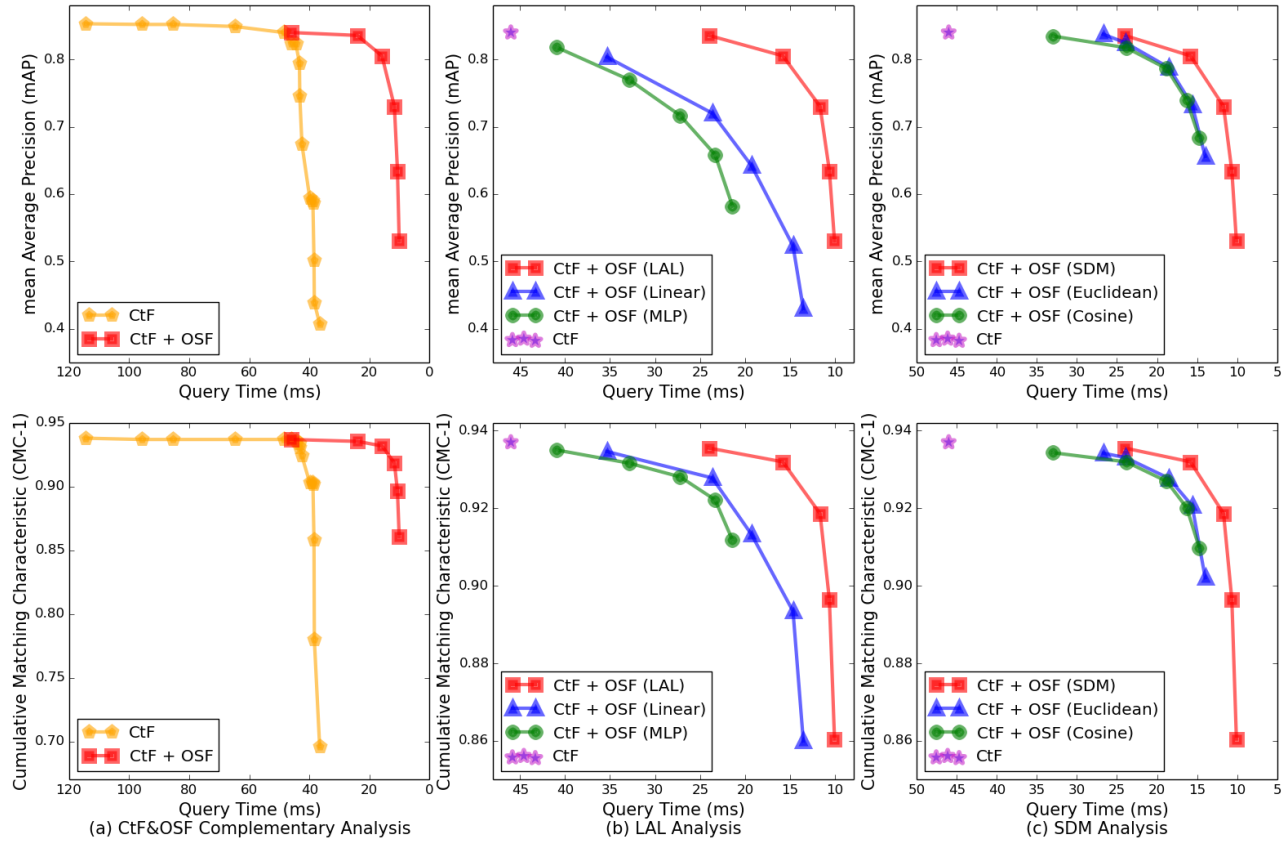 mean Average Precision (mAP)
0.8
0.7
0.6
0.5
0.4
CtF
CtF + OSF
120 100 80 60 40 20 0
Query Time (ms)
mean Average Precision (mAP)
0.8
0.7
0.6
0.5
0.4
CtF + OSF (LAL)
CtF + OSF (Linear)
CtF + OSF (MLP)
CtF
45 40 35 30 25 20 15 10
Query Time (ms)
mean Average Precision (mAP)
0.8
0.7
0.6
0.5
0.4
CtF + OSF (SDM)
CtF + OSF (Euclidean)
CtF + OSF (Cosine)
CtF
50 45 40 35 30 25 20 15 10 5
Query Time (ms)
Cumulative Matching Characteristic (CMC-1)
0.95
0.90
0.85
0.80
0.75
0.70
CtF
CtF + OSF
120 100 80 60 40 20 0
Query Time (ms)
(a) CtF&OSF Complementary Analysis
Cumulative Matching Characteristic (CMC-1)
0.94
0.92
0.90
0.88
0.86
CtF + OSF (LAL)
CtF + OSF (Linear)
CtF + OSF (MLP)
CtF
45 40 35 30 25 20 15 10
Query Time (ms)
(b) LAL Analysis
Cumulative Matching Characteristic (CMC-1)
0.94
0.92
0.90
0.88
0.86
CtF + OSF (SDM)
CtF + OSF (Euclidean)
CtF + OSF (Cosine)
CtF
50 45 40 35 30 25 20 15 10 5
Query Time (ms)
(c) SDM Analysis